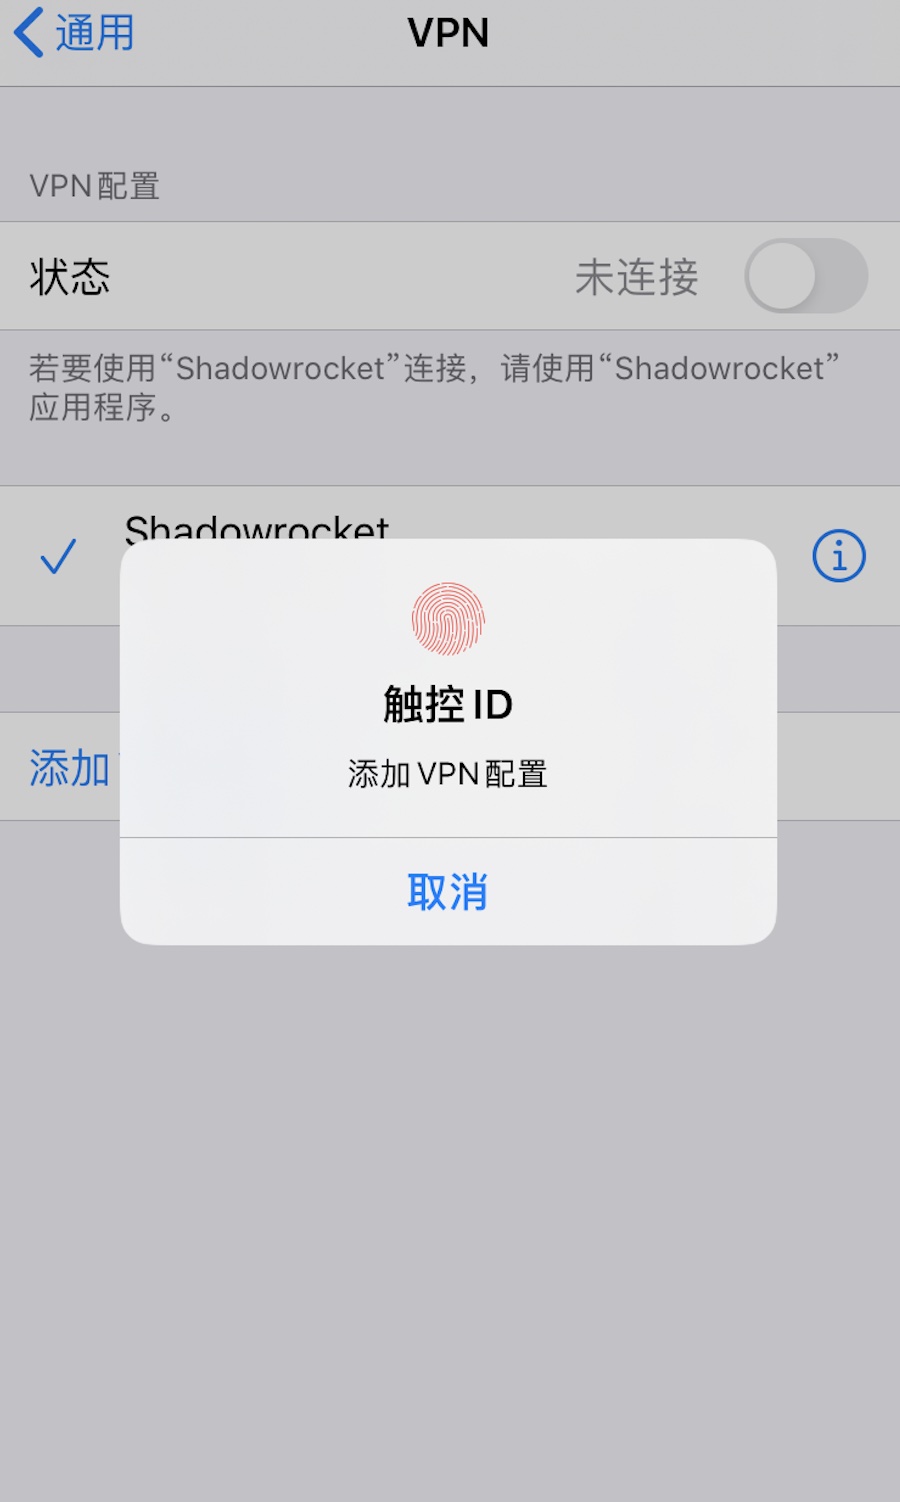 通用
VPN
VPN配置
状态
未连接
若要使用“Shadowrocket”连接，请使用“Shadowrocket”
应用程序。
Shadowrocket
触控 ID
添加 VPN 配置
添加
取消